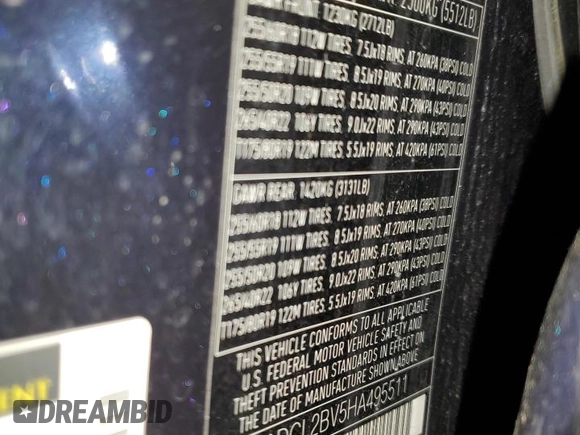 2500KG (5512LB)
FRONT 1230KG (2712LB)
255/60R18 112W TIRES, 7.5Jx18 RIMS, AT 260KPA (38PSI) COLD
255/55R19 111W TIRES, 8.5Jx19 RIMS, AT 270KPA (40PSI) COLD
255/50R20 109W TIRES, 8.5Jx20 RIMS, AT 290KPA (43PSI) COLD
265/40R22 106Y TIRES, 9.0Jx22 RIMS, AT 290KPA (43PSI) COLD
T175/80R19 122M TIRES, 5.5Jx19 RIMS, AT 420KPA (61PSI) COLD
GAWR REAR, 1420KG (3131LB)
255/60R18 112W TIRES, 7.5Jx18 RIMS, AT 260KPA (38PSI) COLD
255/55R19 111W TIRES, 8.5Jx19 RIMS, AT 270KPA (40PSI) COLD
255/50R20 109W TIRES, 8.5Jx20 RIMS, AT 290KPA (43PSI) COLD
265/40R22 106Y TIRES, 9.0Jx22 RIMS, AT 290KPA (43PSI) COLD
T175/80R19 122M TIRES, 5.5Jx19 RIMS, AT 420KPA (61PSI) COLD
THIS VEHICLE CONFORMS TO ALL APPLICABLE
U.S. FEDERAL MOTOR VEHICLE SAFETY AND
THEFT PREVENTION STANDARDS IN EFFECT ON
THE DATE OF MANUFACTURE SHOWN ABOVE
CL2BV5HA495511
DREAMBID